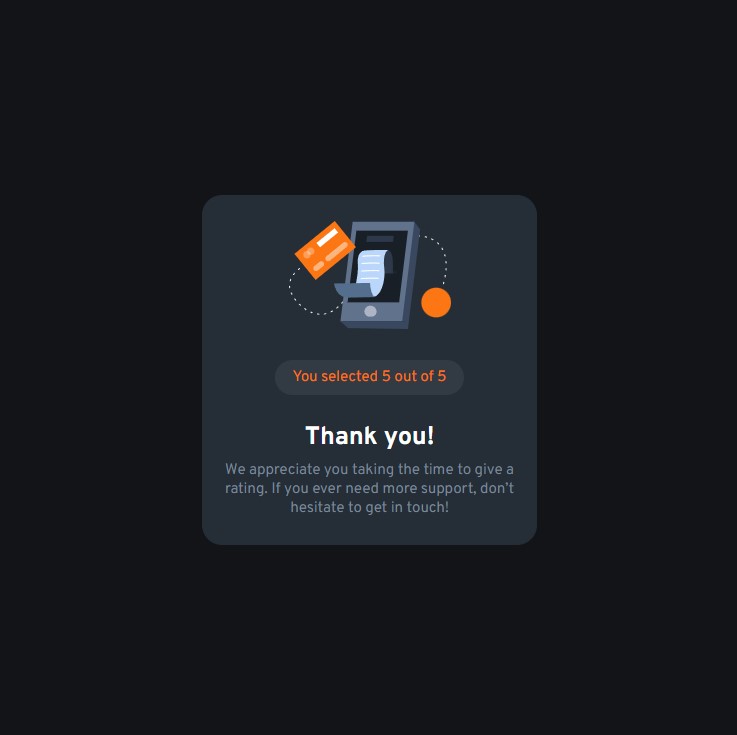 You selected 5 out of 5
Thank you!
We appreciate you taking the time to give a
rating. If you ever need more support, don’t
hesitate to get in touch!